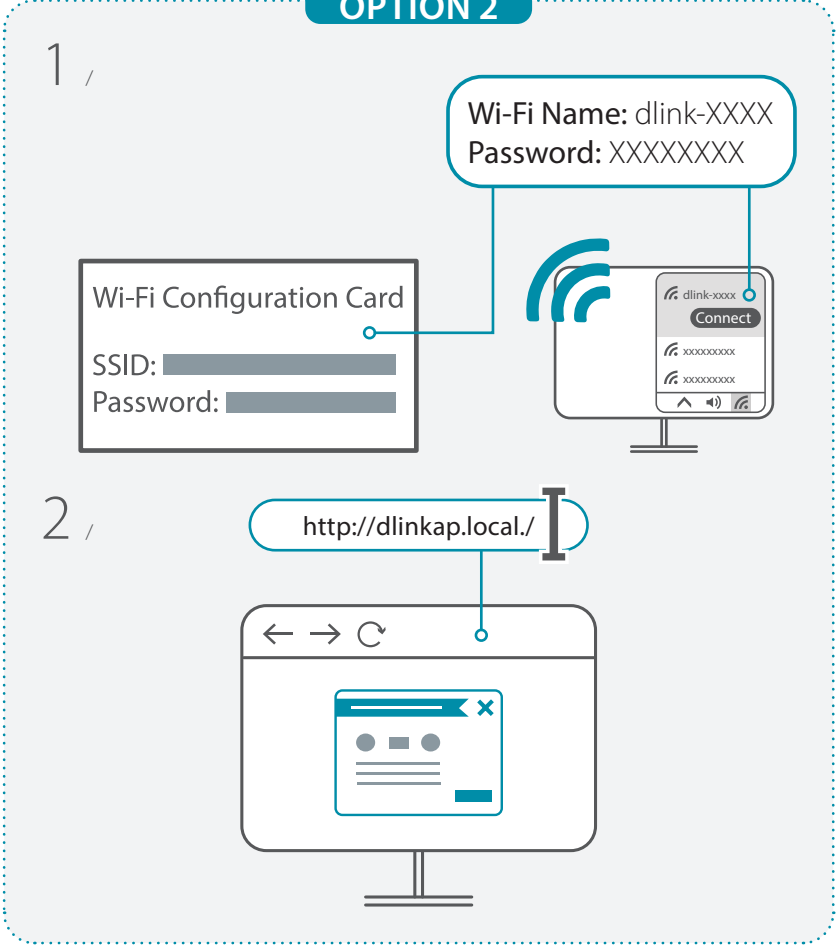 OPTION 2
1 /
Wi-Fi Name: dlink-XXXX
Password: XXXXXXXX
Wi-Fi Configuration Card
SSID:
Password:
dlink-xxxx
Connect
xxxxxxxxx
xxxxxxxxx
2 /
http://dlinkap.local./